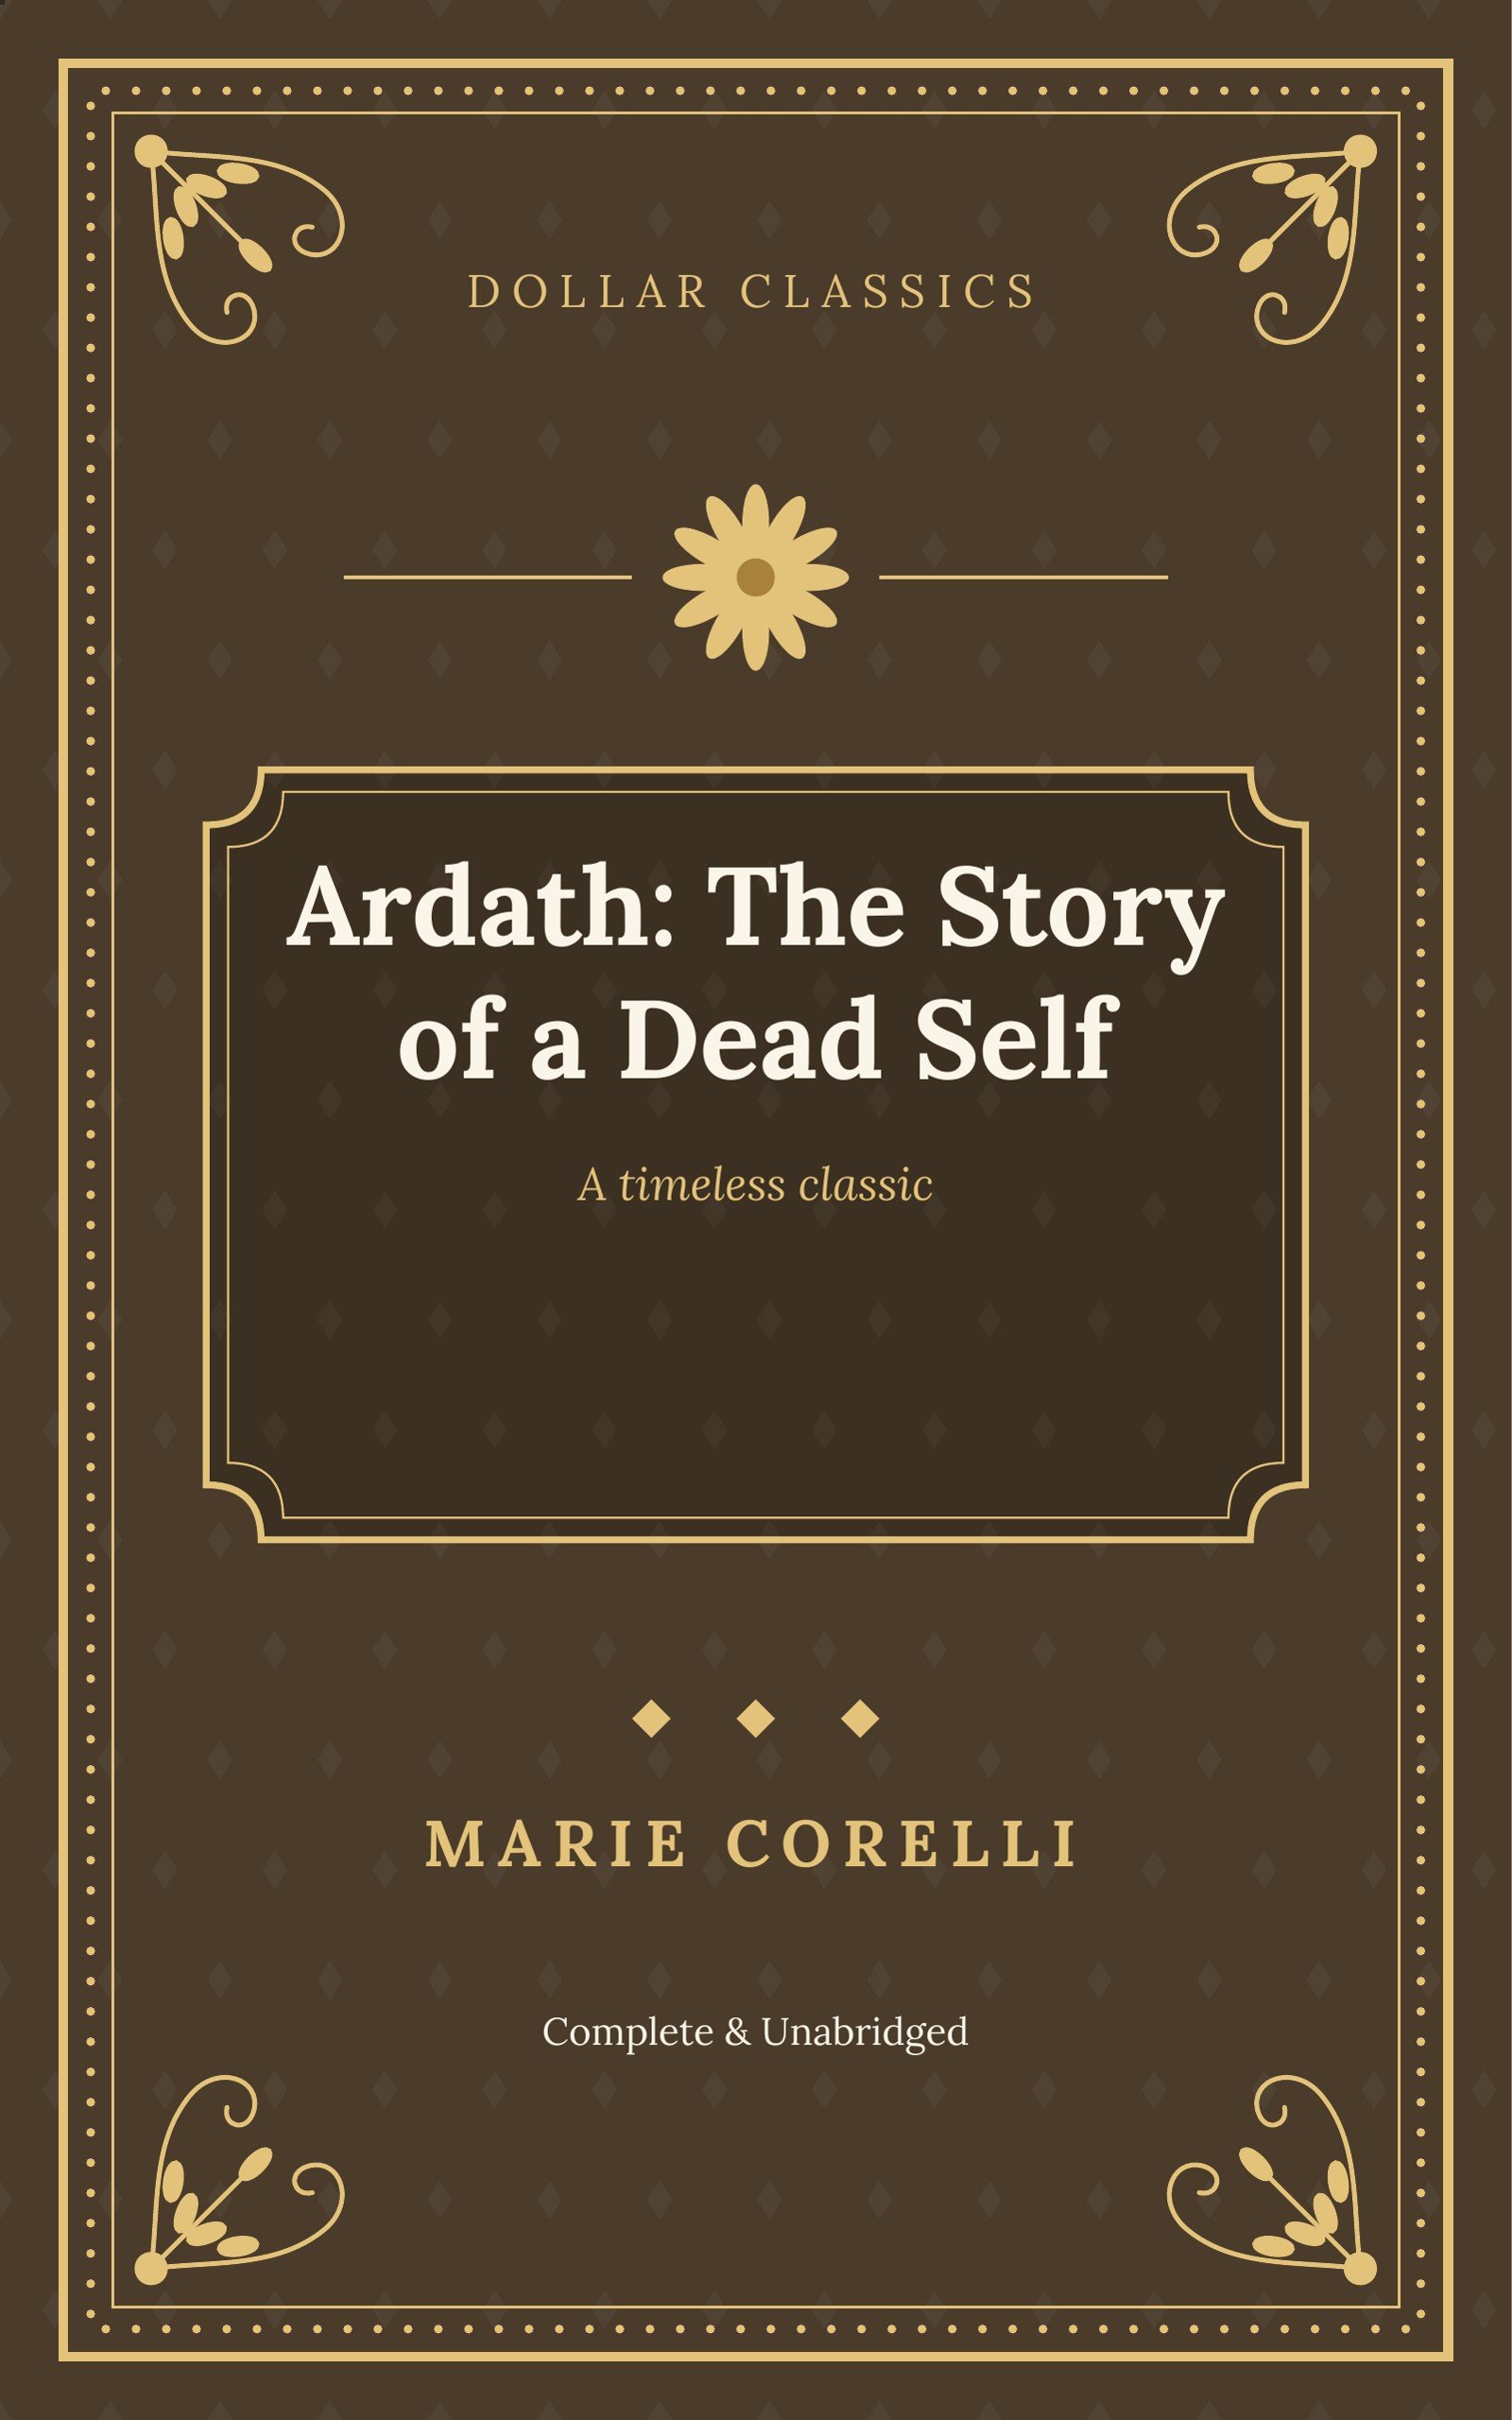 DOLLAR CLASSICS
Ardath: The Story
of a Dead Self
A timeless classic
MARIE CORELLI
Complete & Unabridged